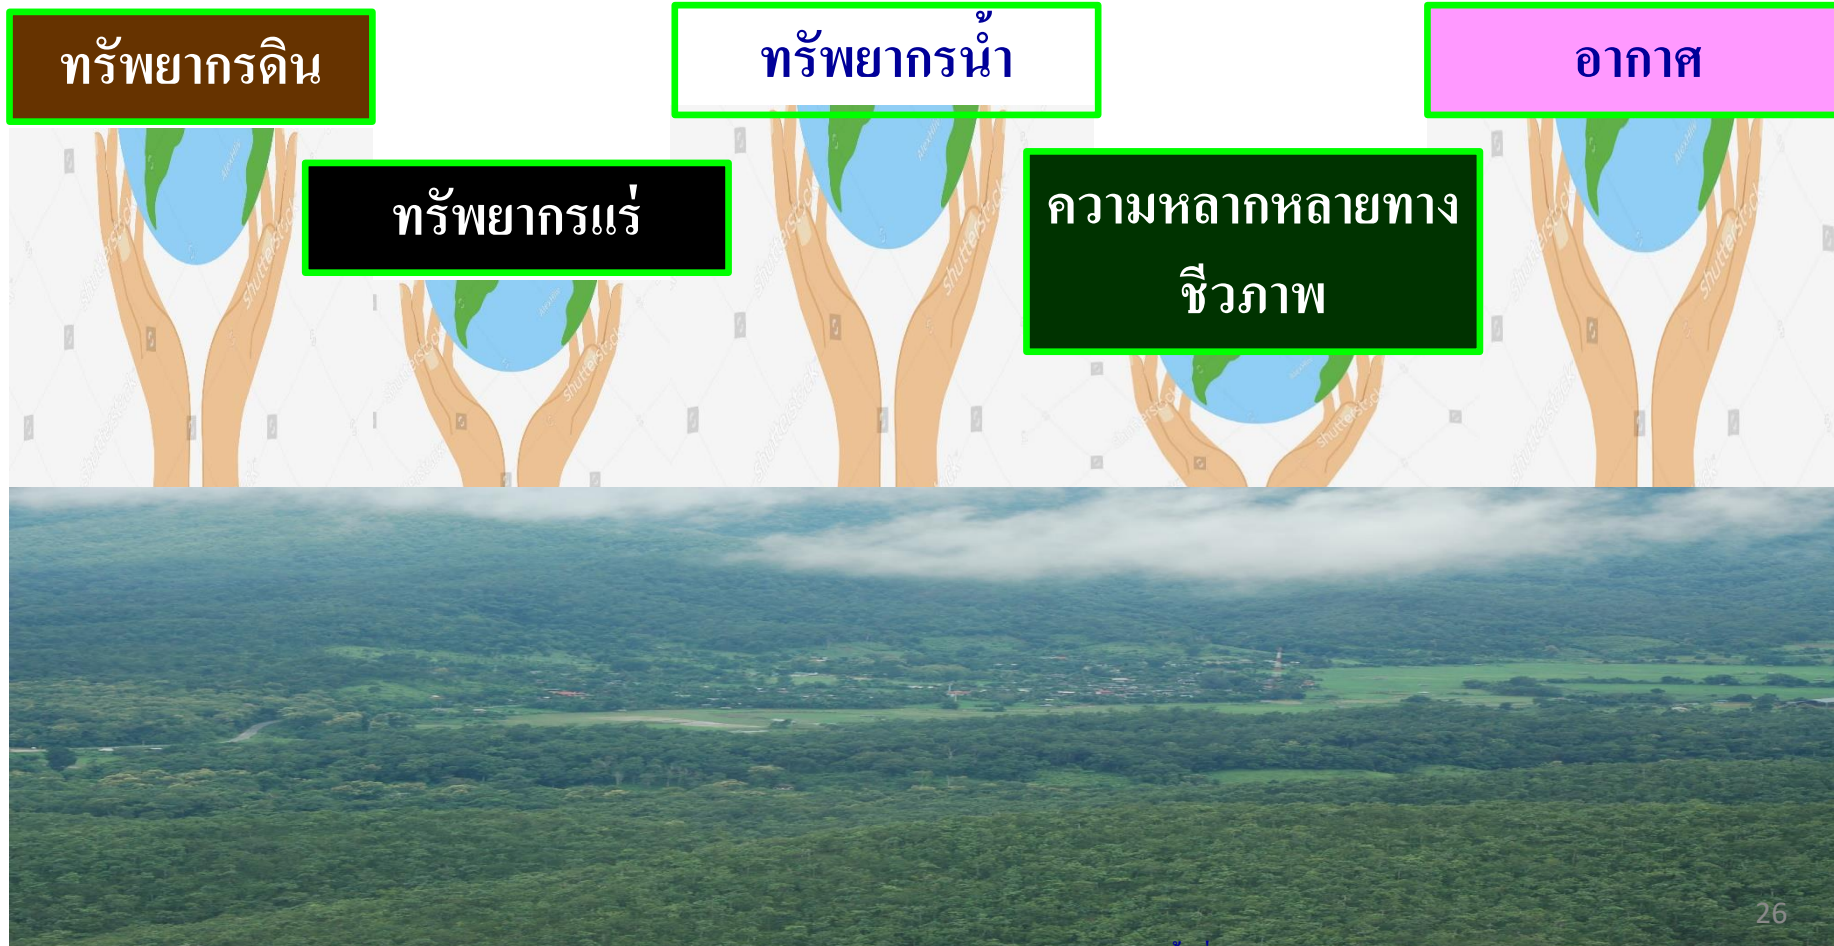 ทรัพยากรดิน
ทรัพยากรน้ำ
อากาศ
ทรัพยากรแร่
ความหลากหลายทาง
ชีวภาพ
shutterstock
AlexHliv
26